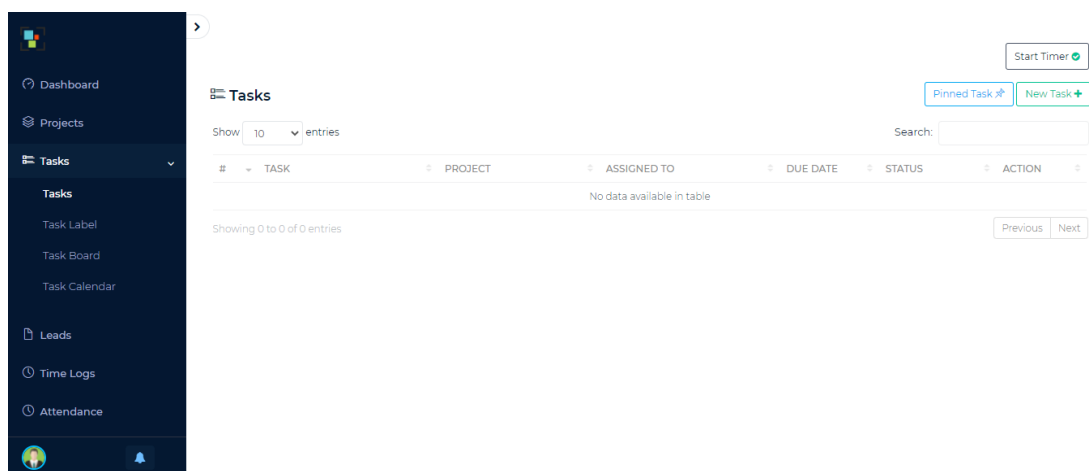 Start Timer
Dashboard
Tasks
Pinned Task
New Task
Projects
Show 10 entries
Search:
Tasks
# TASK PROJECT ASSIGNED TO DUE DATE STATUS ACTION
Tasks
No data available in table
Task Label
Showing 0 to 0 of 0 entries
Previous Next
Task Board
Task Calendar
Leads
Time Logs
Attendance